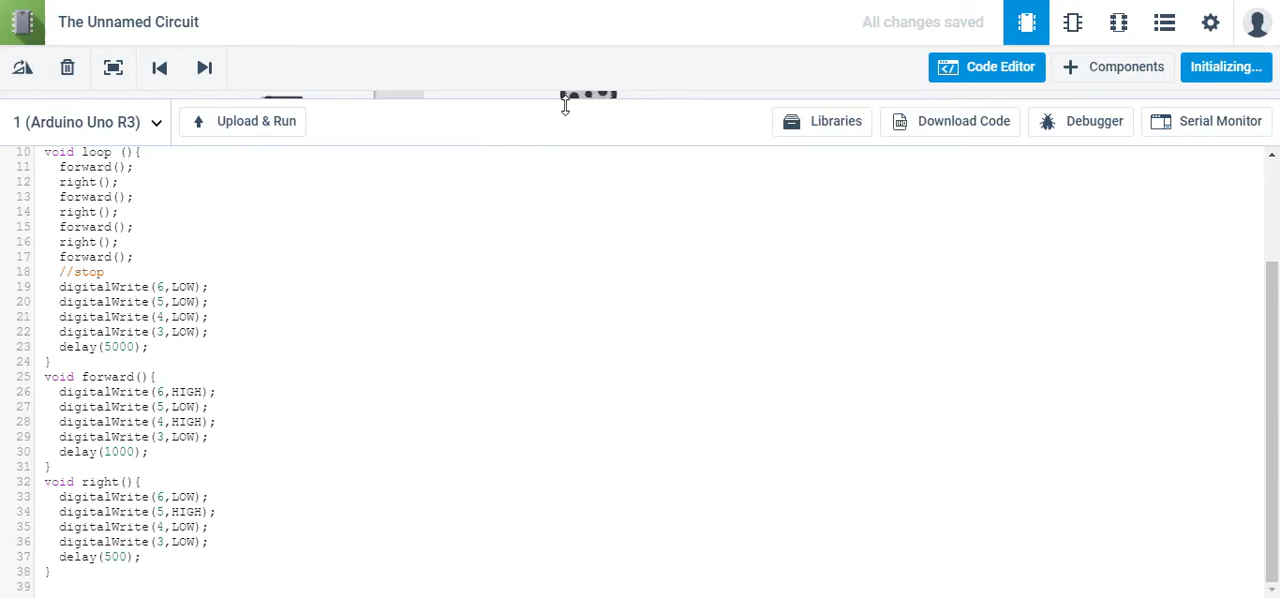 The Unnamed Circuit
All changes saved
Code Editor
Components
Initializing...
1 (Arduino Uno R3)
Upload & Run
Libraries
Download Code
Debugger
Serial Monitor
10 void loop (){
11 forward();
12 right();
13 forward();
14 right();
15 forward();
16 right();
17 forward();
18 //stop
19 digitalWrite(6,LOW);
20 digitalWrite(5,LOW);
21 digitalWrite(4,LOW);
22 digitalWrite(3,LOW);
23 delay(5000);
24 }
25 void forward(){
26 digitalWrite(6,HIGH);
27 digitalWrite(5,LOW);
28 digitalWrite(4,HIGH);
29 digitalWrite(3,LOW);
30 delay(1000);
31 }
32 void right(){
33 digitalWrite(6,LOW);
34 digitalWrite(5,HIGH);
35 digitalWrite(4,LOW);
36 digitalWrite(3,LOW);
37 delay(500);
38 }
39